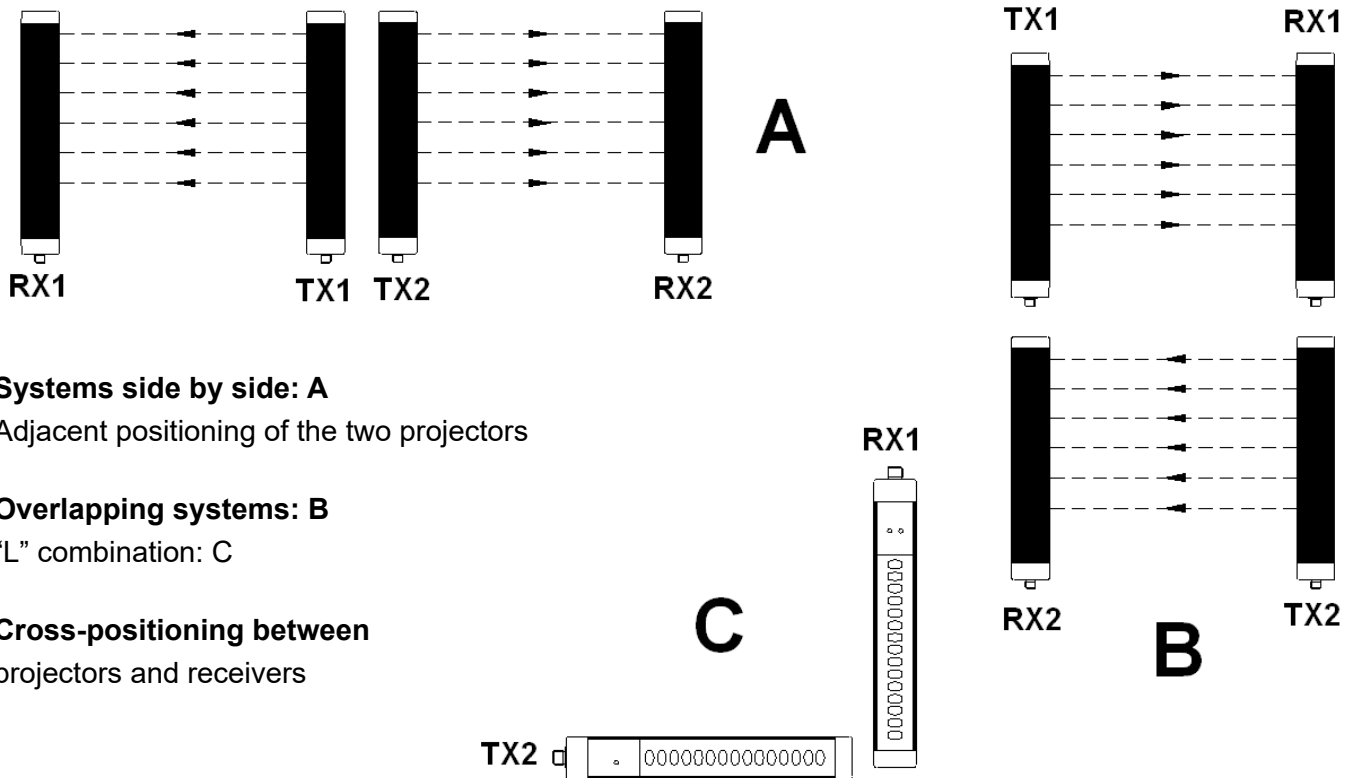 TX1 RX1
A
RX1 TX1 TX2 RX2
Systems side by side: A
Adjacent positioning of the two projectors
RX1
Overlapping systems: B
“L” combination: C
Cross-positioning between
projectors and receivers
C
RX2 TX2
B
TX2